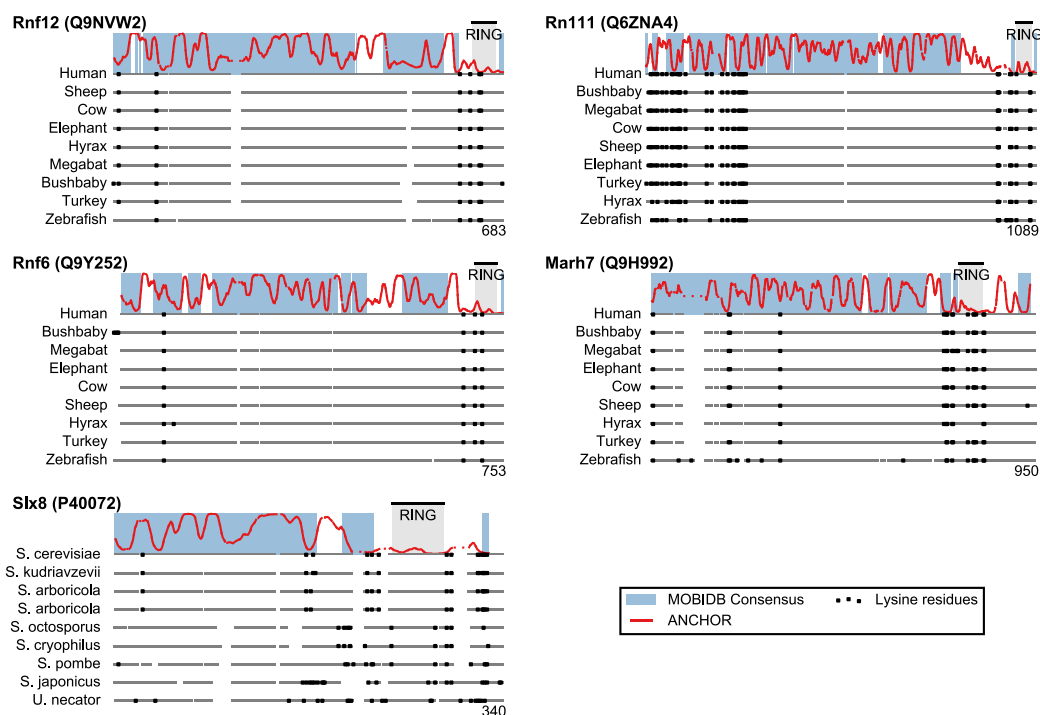 Rnf12 (Q9NVW2)
RING
Human
Sheep
Cow
Elephant
Hyrax
Megabat
Bushbaby
Turkey
Zebrafish
683
Rn111 (Q6ZNA4)
RING
Human
Bushbaby
Megabat
Cow
Sheep
Elephant
Turkey
Hyrax
Zebrafish
1089
Rnf6 (Q9Y252)
RING
Human
Bushbaby
Megabat
Elephant
Cow
Sheep
Hyrax
Turkey
Zebrafish
753
Marh7 (Q9H992)
RING
Human
Bushbaby
Megabat
Elephant
Cow
Sheep
Hyrax
Turkey
Zebrafish
950
Slx8 (P40072)
RING
S. cerevisiae
S. kudriavzevii
S. arboricola
S. arboricola
S. octosporus
S. cryophilus
S. pombe
S. japonicus
U. necator
340
MOBIDB Consensus
Lysine residues
ANCHOR